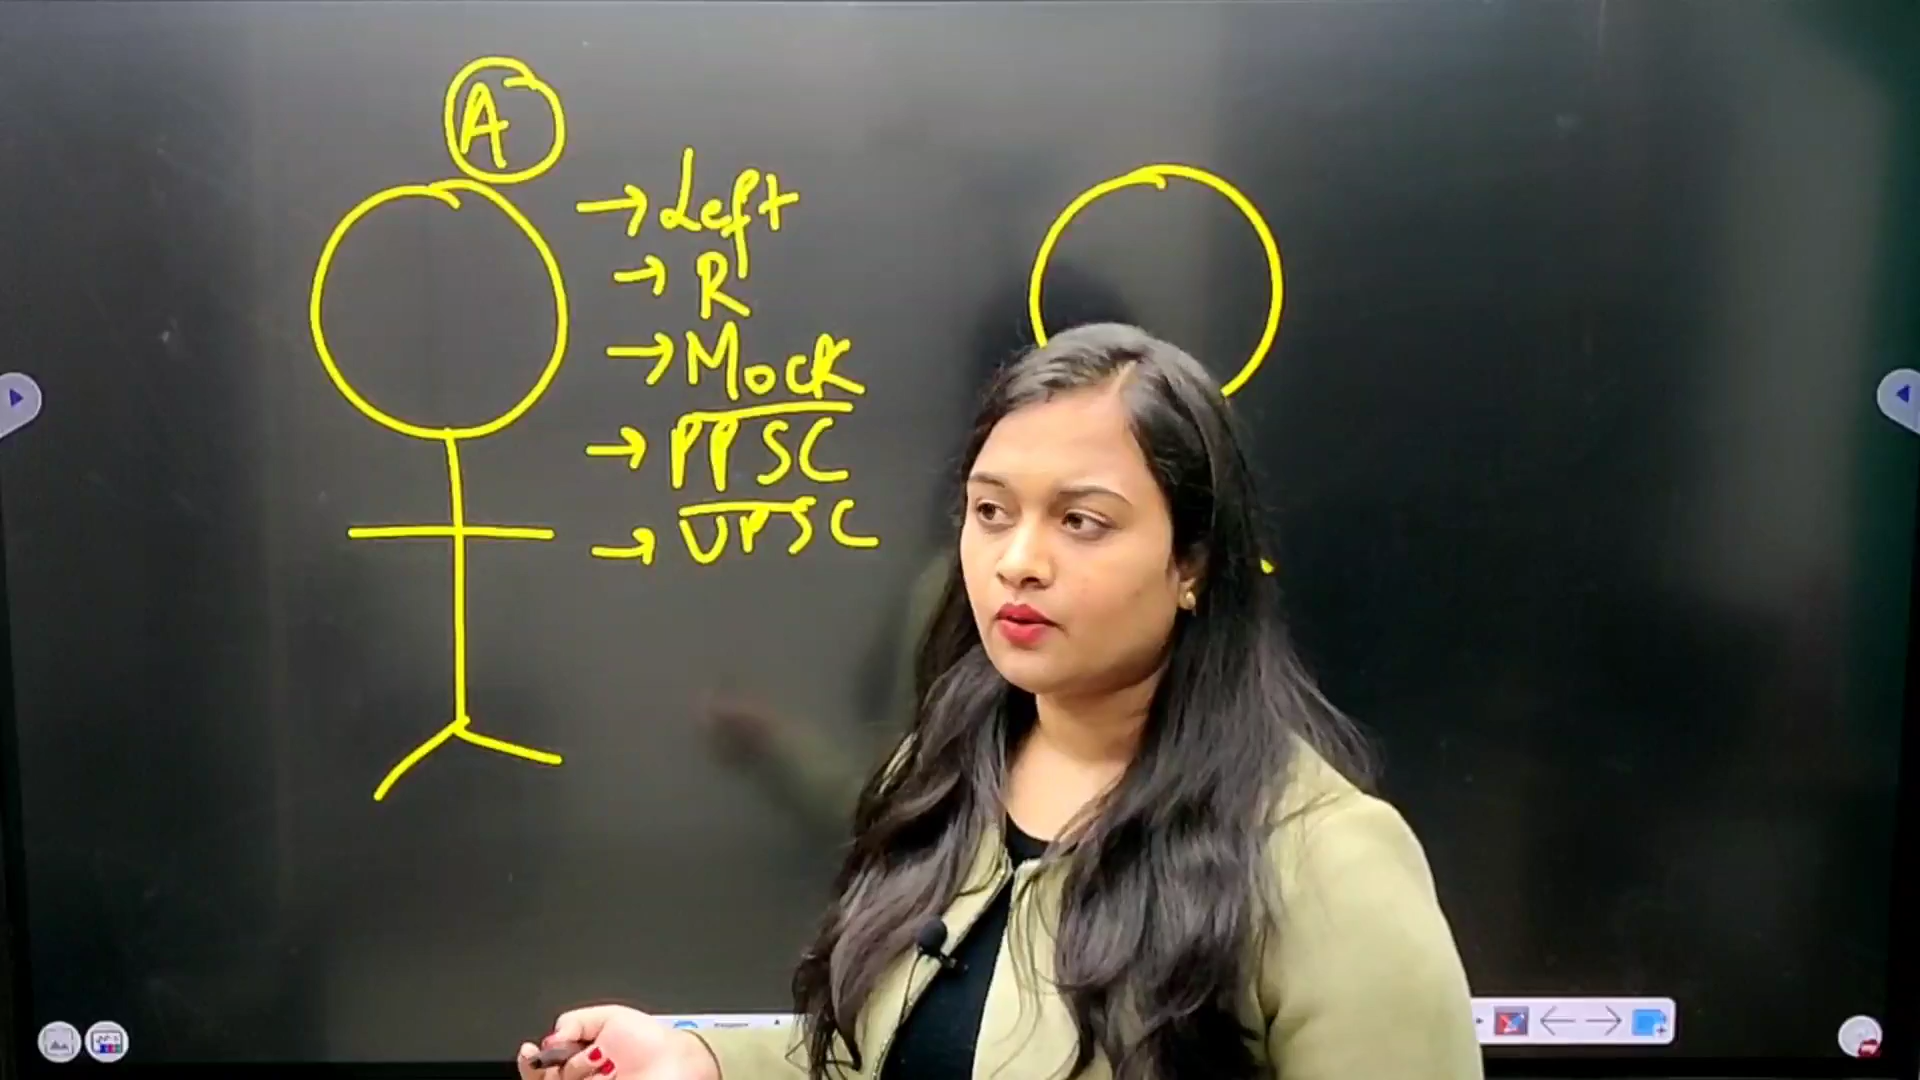 A
→ Left
→ R
→ Mock
→ PPSC
→ UPSC